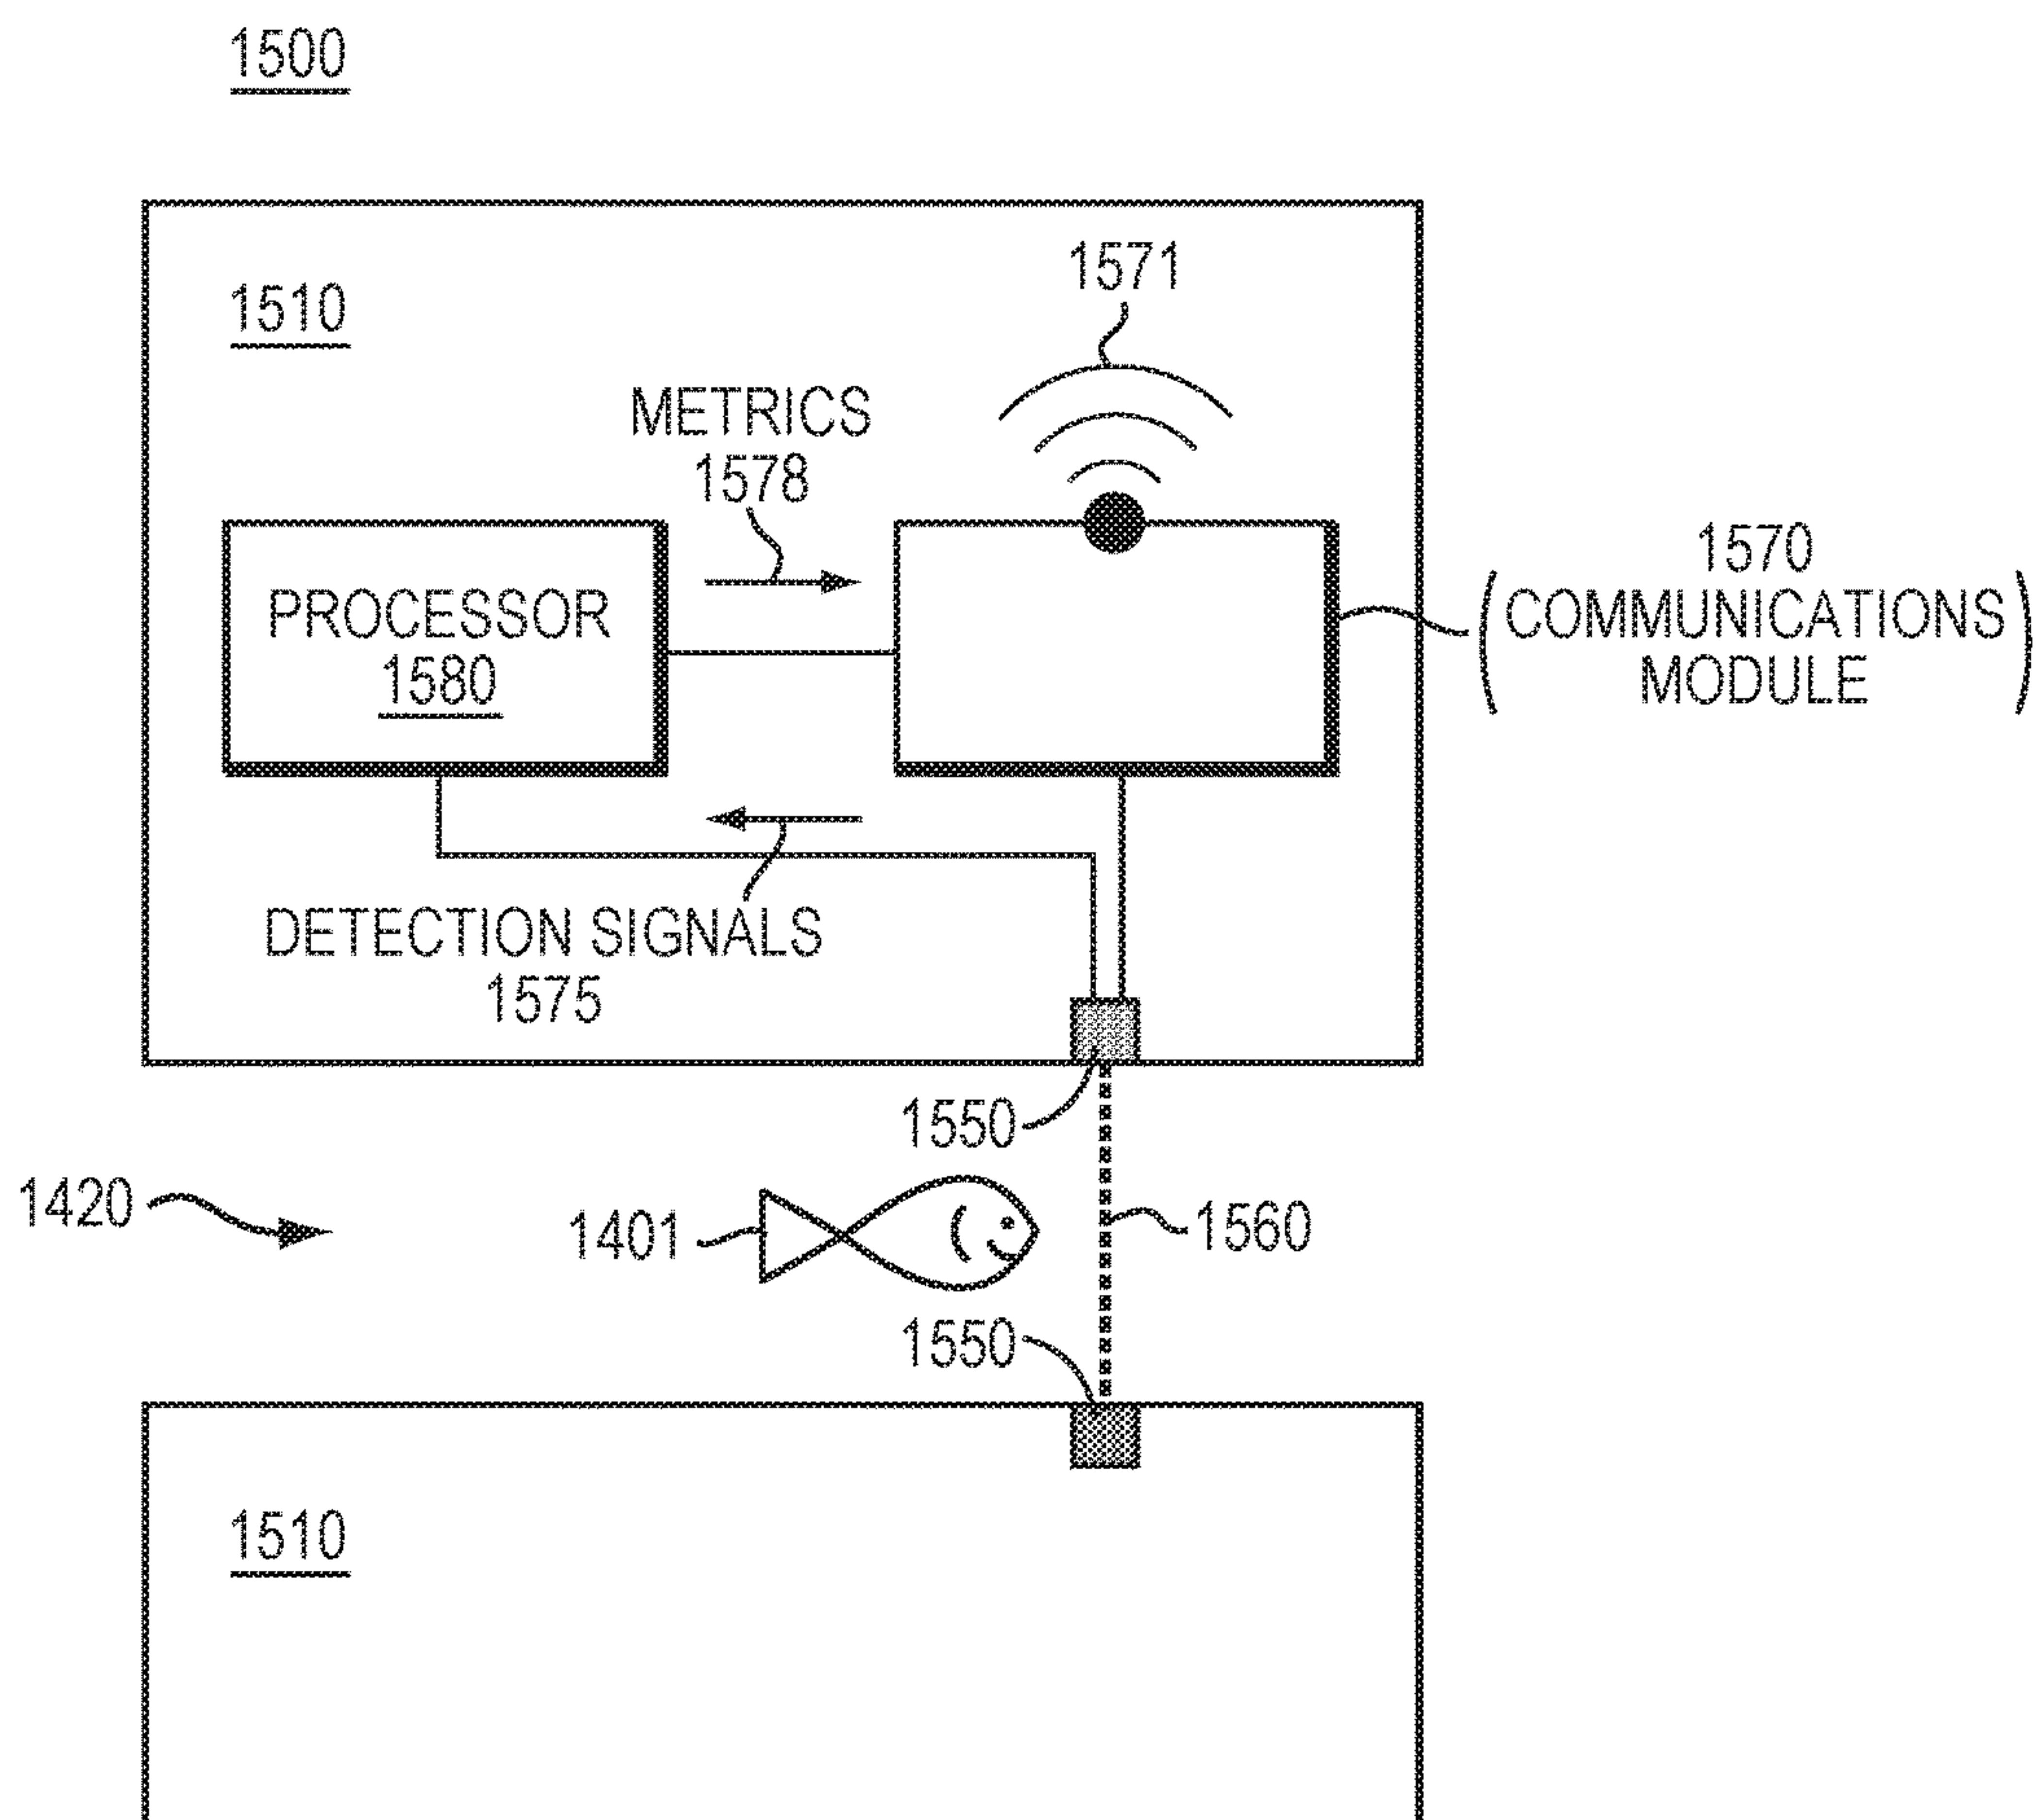 1500
1510
1571
METRICS
1578
1570
(COMMUNICATIONS
MODULE)
PROCESSOR
1580
DETECTION SIGNALS
1575
1550
1420
1401
1560
1550
1510